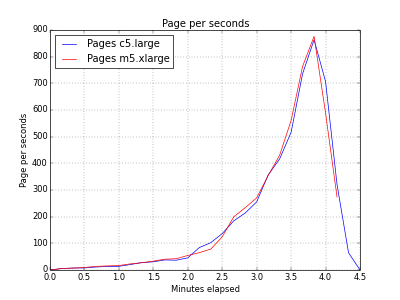 Page per seconds
900
800
700
600
500
400
300
200
100
0
Page per seconds
Pages c5.large
Pages m5.xlarge
0.0 0.5 1.0 1.5 2.0 2.5 3.0 3.5 4.0 4.5
Minutes elapsed